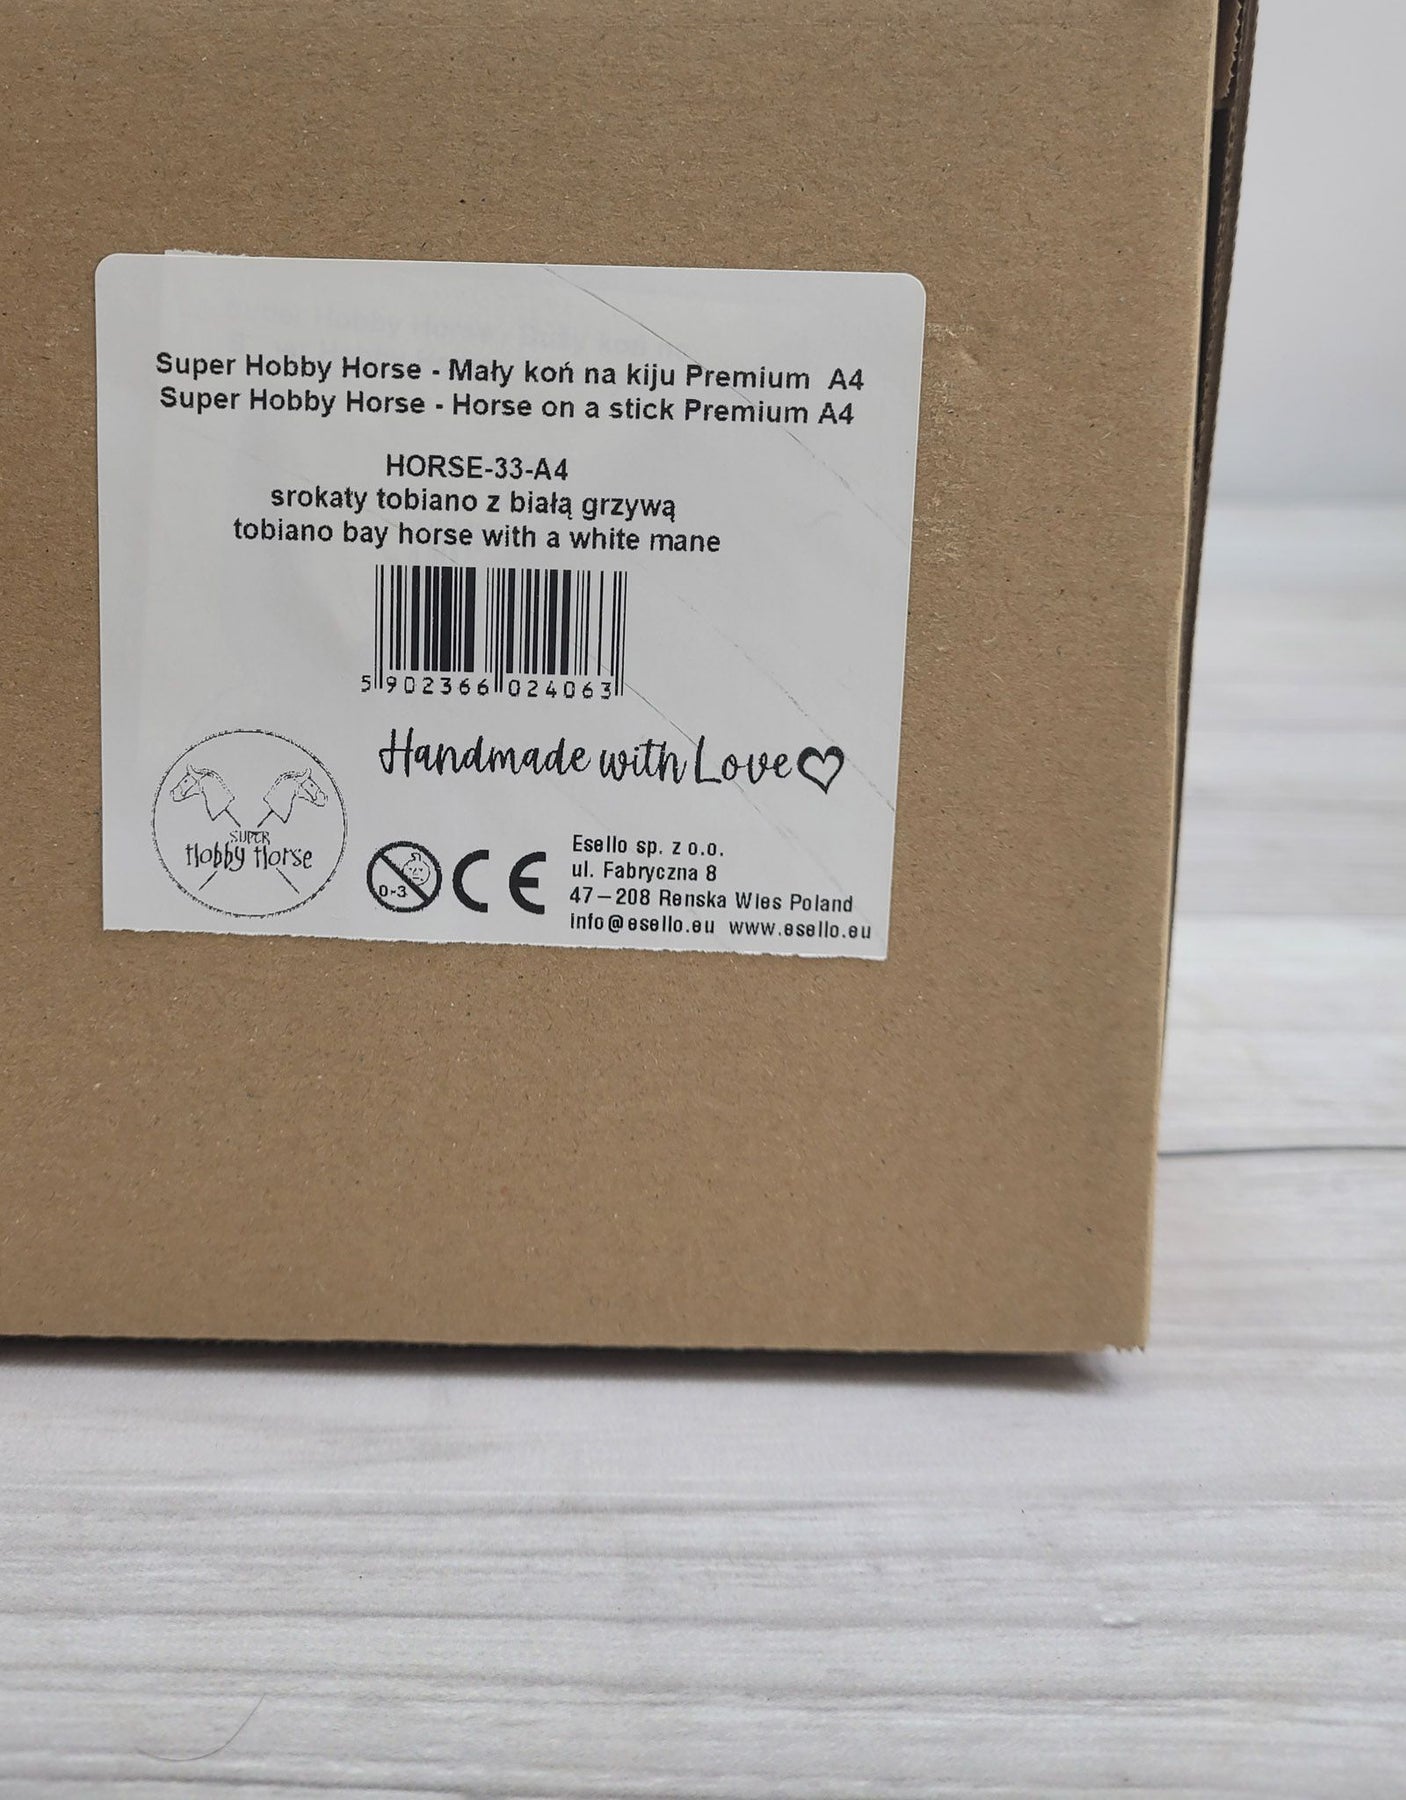 Super Hobby Horse - Mały koń na kiju Premium A4
Super Hobby Horse - Horse on a stick Premium A4
HORSE-33-A4
srokaty tobiano z białą grzywą
tobiano bay horse with a white mane
5 902366 024063
Handmade with Love
SUPER
Hobby Horse
0-3
CE
Esello sp. z o.o.
ul. Fabryczna 8
47-208 Renska Wies Poland
info@esello.eu www.esello.eu